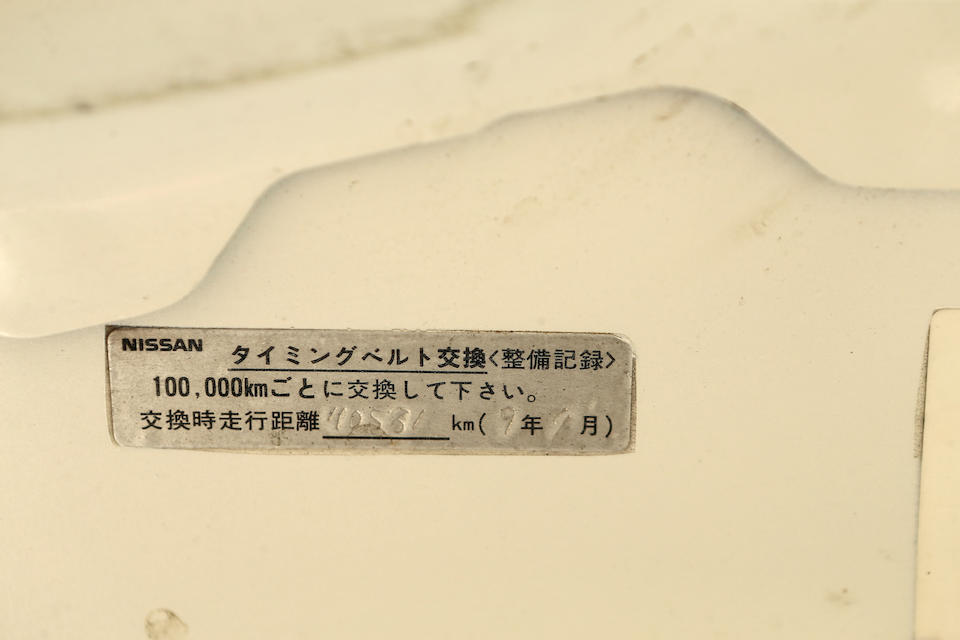 NISSAN タイミングベルト交換<整備記録>
100,000kmごとに交換して下さい。
交換時走行距離 km( 9年 月)